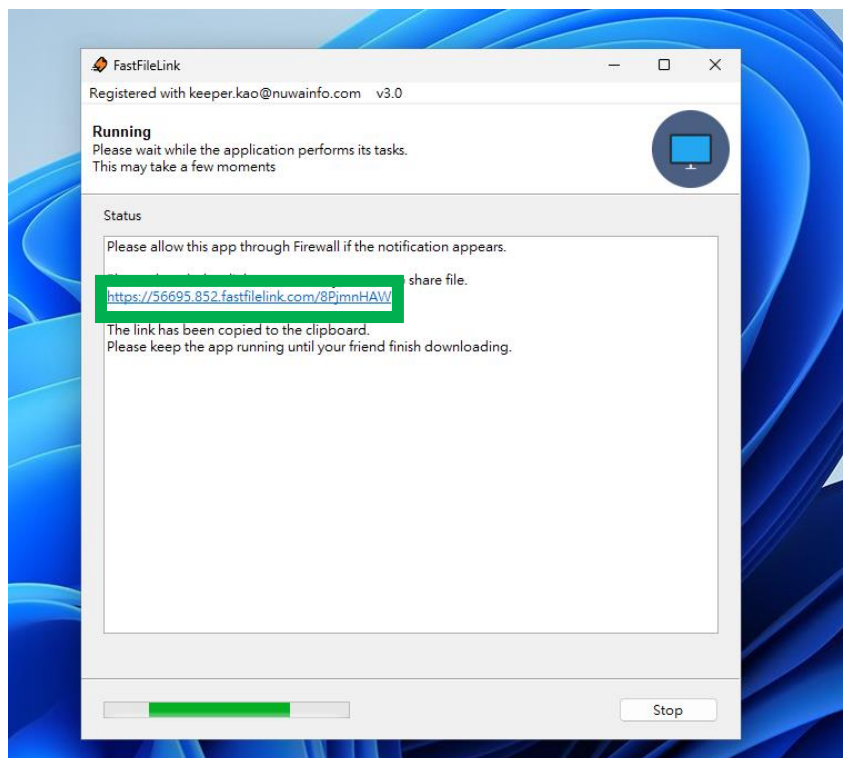 FastFileLink
Registered with keeper.kao@nuwainfo.com v3.0
Running
Please wait while the application performs its tasks.
This may take a few moments
Status
Please allow this app through Firewall if the notification appears.
share file.
https://56695.852.fastfilelink.com/8PjmnHAW
The link has been copied to the clipboard.
Please keep the app running until your friend finish downloading.
Stop